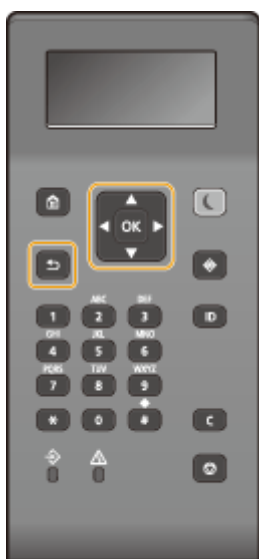 OK
ABC DEF
1 2 3 ID
GHI JKL MNO
4 5 6
PQRS TUV WXYZ
7 8 9
* 0 # C